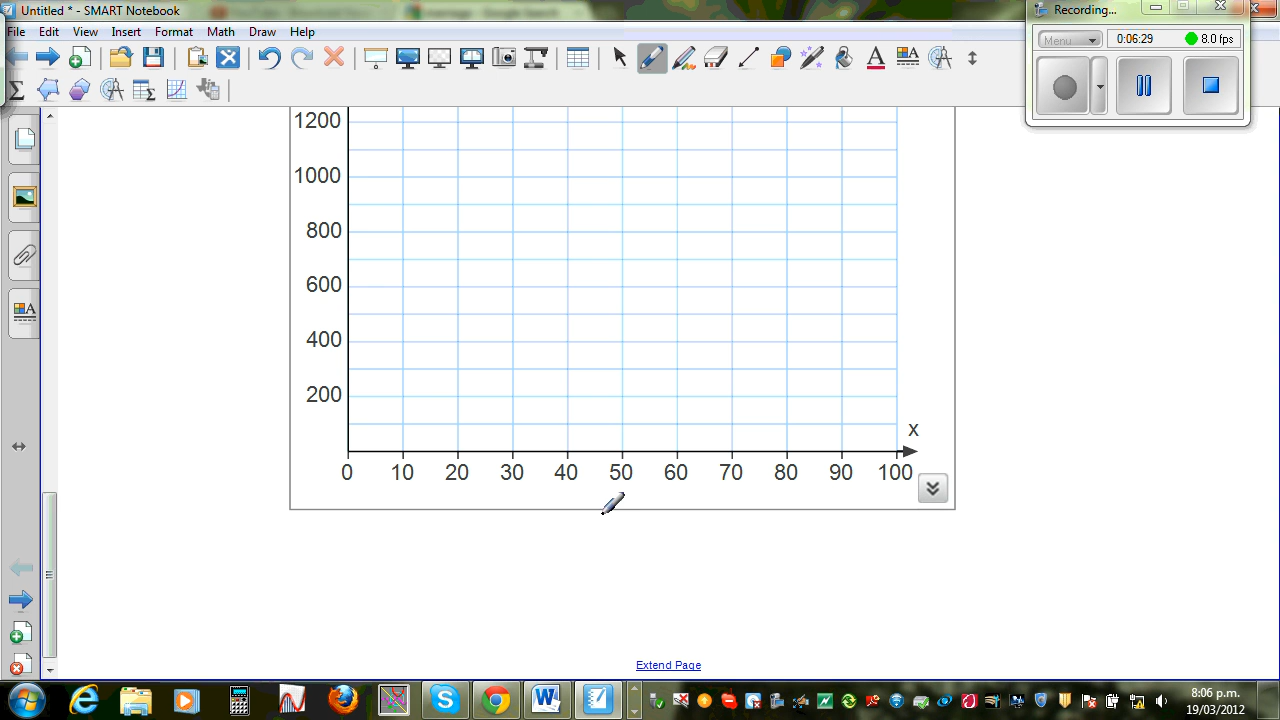 Untitled * - SMART Notebook
Recording...
File Edit View Insert Format Math Draw Help
Menu
0:06:29
8.0 fps
1200
1000
800
600
400
200
x
0 10 20 30 40 50 60 70 80 90 100
Extend Page
8:06 p.m.
19/03/2012